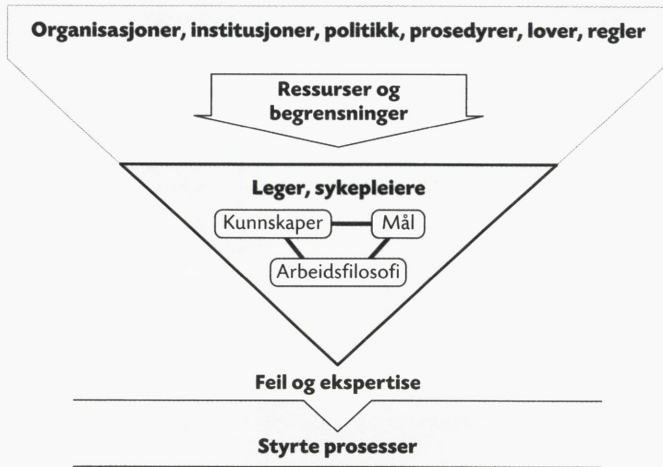 Organisasjoner, institusjoner, politikk, prosedyrer, lover, regler
Ressurser og
begrensninger
Leger, sykepleiere
Kunnskaper Mål
Arbeidsfilosofi
Feil og ekspertise
Styrte prosesser